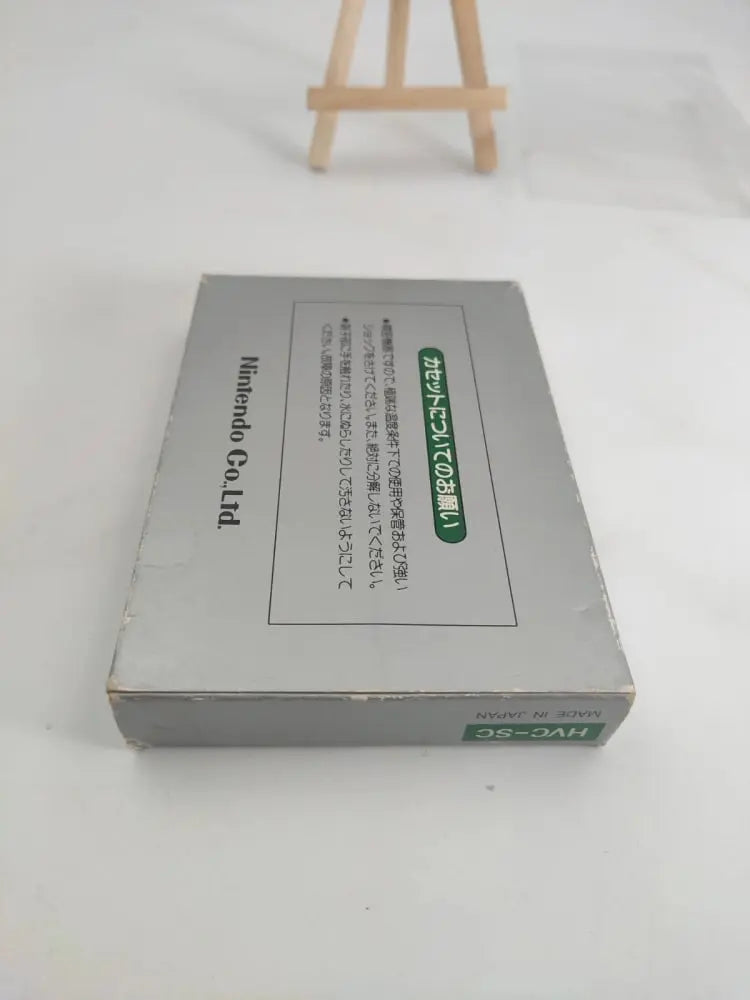 カセットについてのお願い
●精密機器ですので、極端な温度条件下での使用や保管および強い
ショックをさけてください。また、絶対に分解しないでください。
●端子部に手を触れたり、水にぬらしたりして汚さないようにして
ください。故障の原因となります。
Nintendo Co.,Ltd.
MADE IN JAPAN
HVC-SC